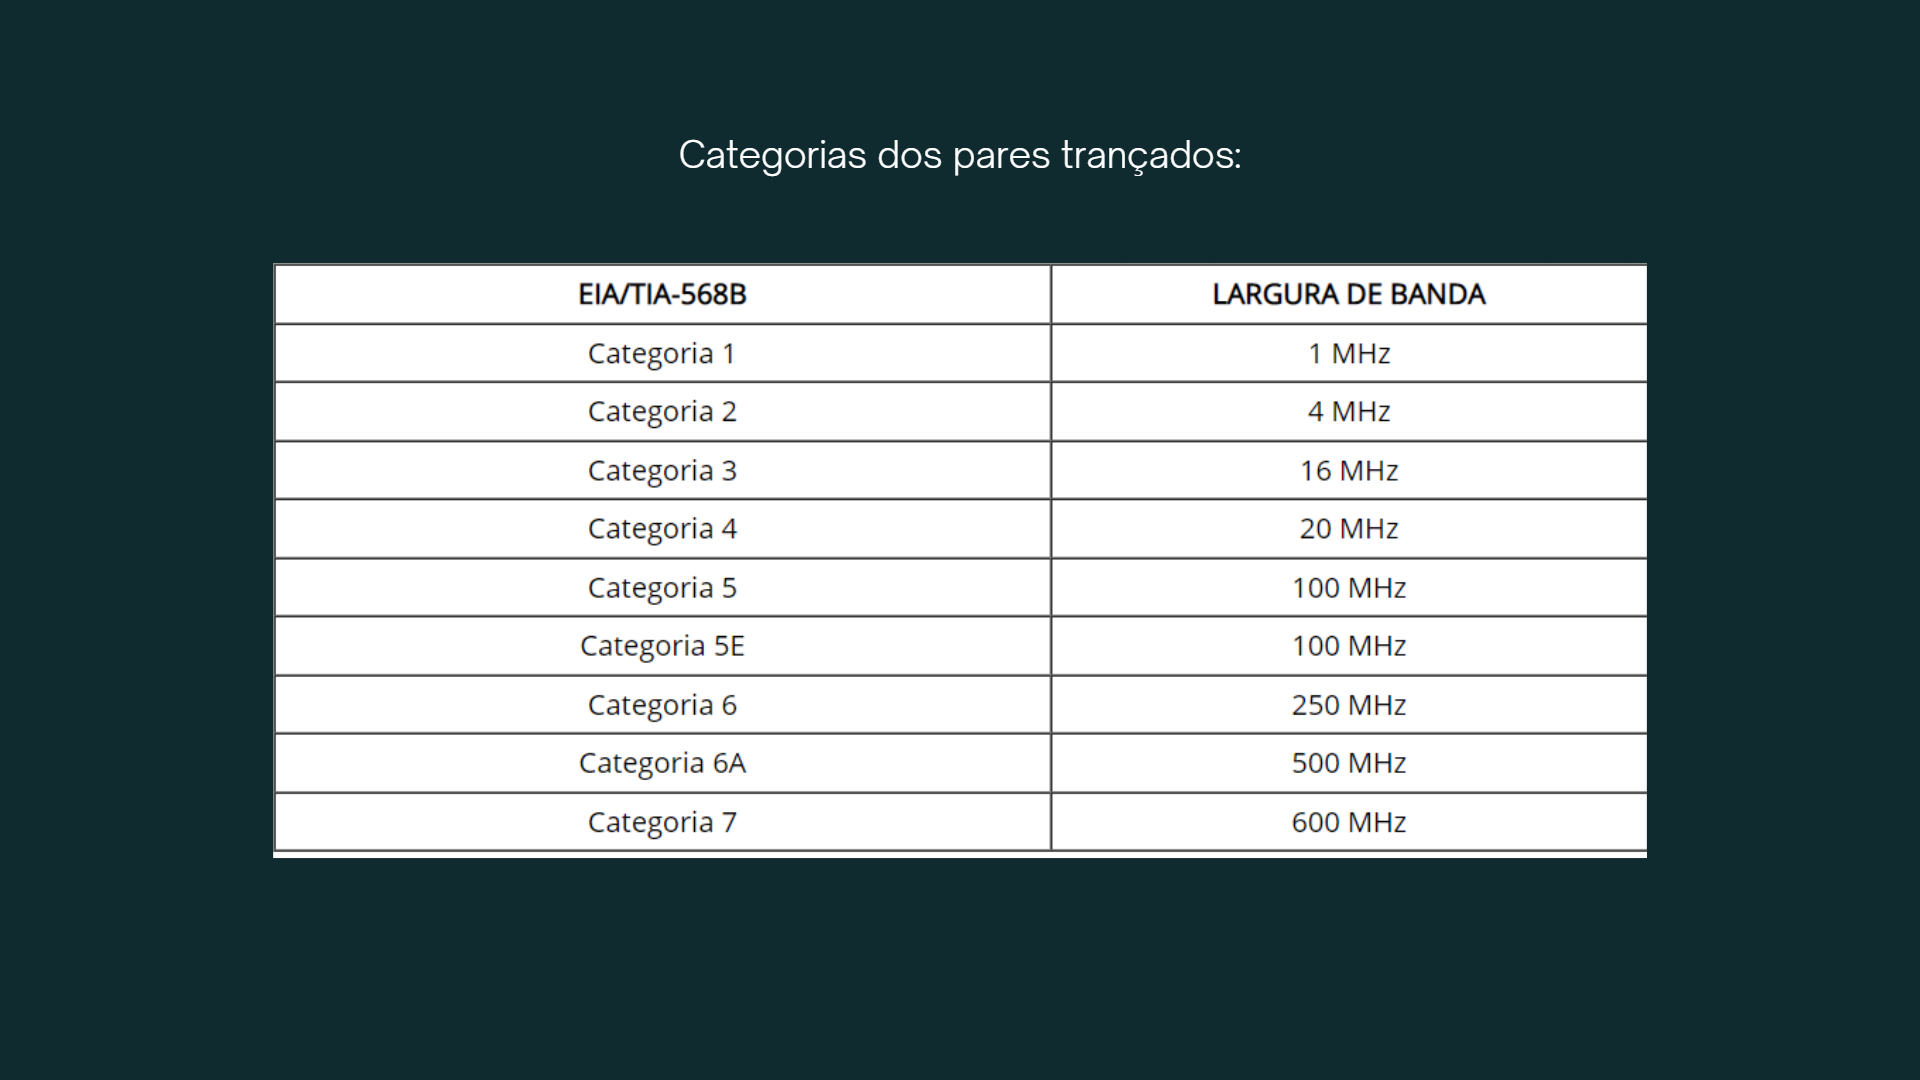 Categorias dos pares trançados:
EIA/TIA-568B LARGURA DE BANDA
Categoria 1 1 MHz
Categoria 2 4 MHz
Categoria 3 16 MHz
Categoria 4 20 MHz
Categoria 5 100 MHz
Categoria 5E 100 MHz
Categoria 6 250 MHz
Categoria 6A 500 MHz
Categoria 7 600 MHz